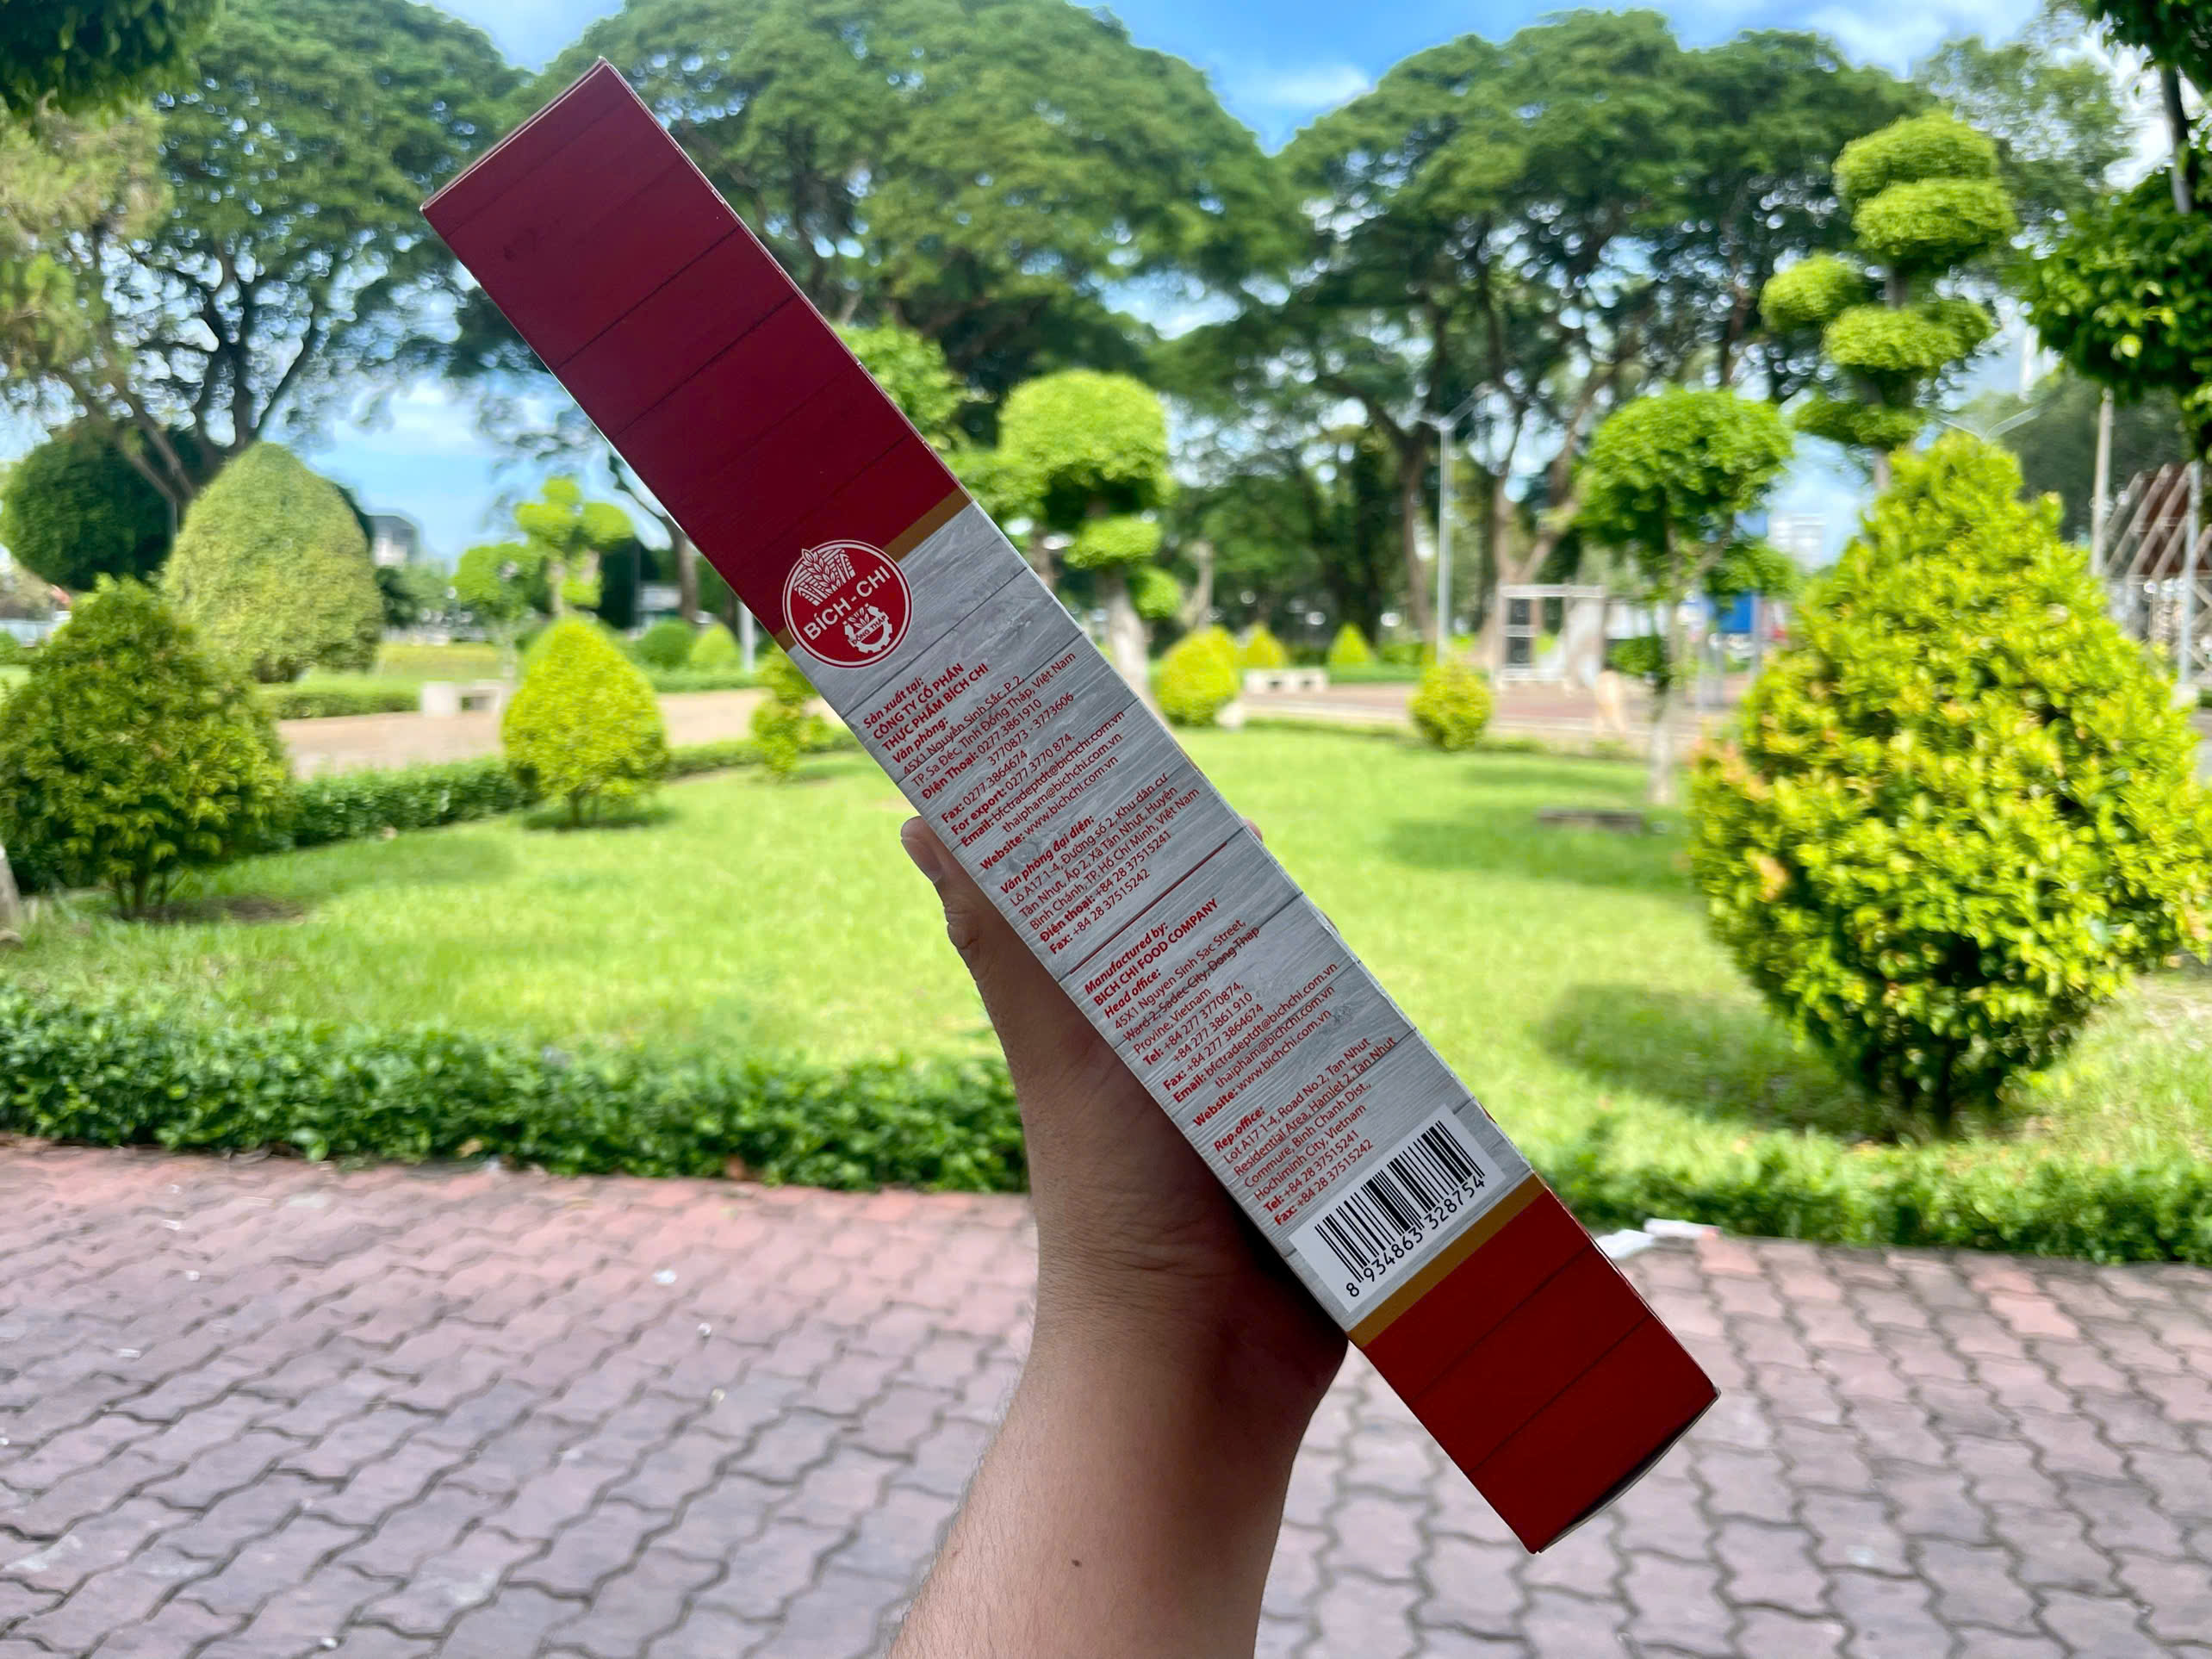 BÍCH-CHI
ĐỒNG THÁP
Sản xuất tại:
CÔNG TY CỔ PHẦN
THỰC PHẨM BÍCH CHI
Văn phòng:
45X1 Nguyễn Sinh Sắc, P.2,
TP.Sa Đéc, Tỉnh Đồng Tháp, Việt Nam
Điện Thoại: 0277 3861910
3770873 - 3773606
Fax: 0277.3864674
For export: 0277.3770 874,
Email: bfctradeptdt@bichchi.com.vn
thaipham@bichchi.com.vn
Website: www.bichchi.com.vn
Văn phòng đại diện:
Lô A17 1-4, Đường số 2, Khu dân cư
Tân Nhựt, Ấp 2, Xã Tân Nhựt, Huyện
Bình Chánh, TP. Hồ Chí Minh, Việt Nam
Điện thoại: +84 28 37515241
Fax: +84 28 37515242
Manufactured by:
BICH CHI FOOD COMPANY
Head office:
45X1 Nguyen Sinh Sac Street,
Ward 2, Sadec City, Dong Thap
Provine, Vietnam
Tel: +84 277 3770874,
+84 277 3861 910
Fax: +84 277 3864674
Email: bfctradeptdt@bichchi.com.vn
thaipham@bichchi.com.vn
Website: www.bichchi.com.vn
Rep.office:
Lot A17 1-4, Road No.2, Tan Nhut
Residential Area, Hamlet 2, Tan Nhut
Commure, Binh Chanh Dist.,
Hochiminh City, Vietnam
Tel: +84 28 37515241
Fax: +84 28 37515242
8 934863 328754